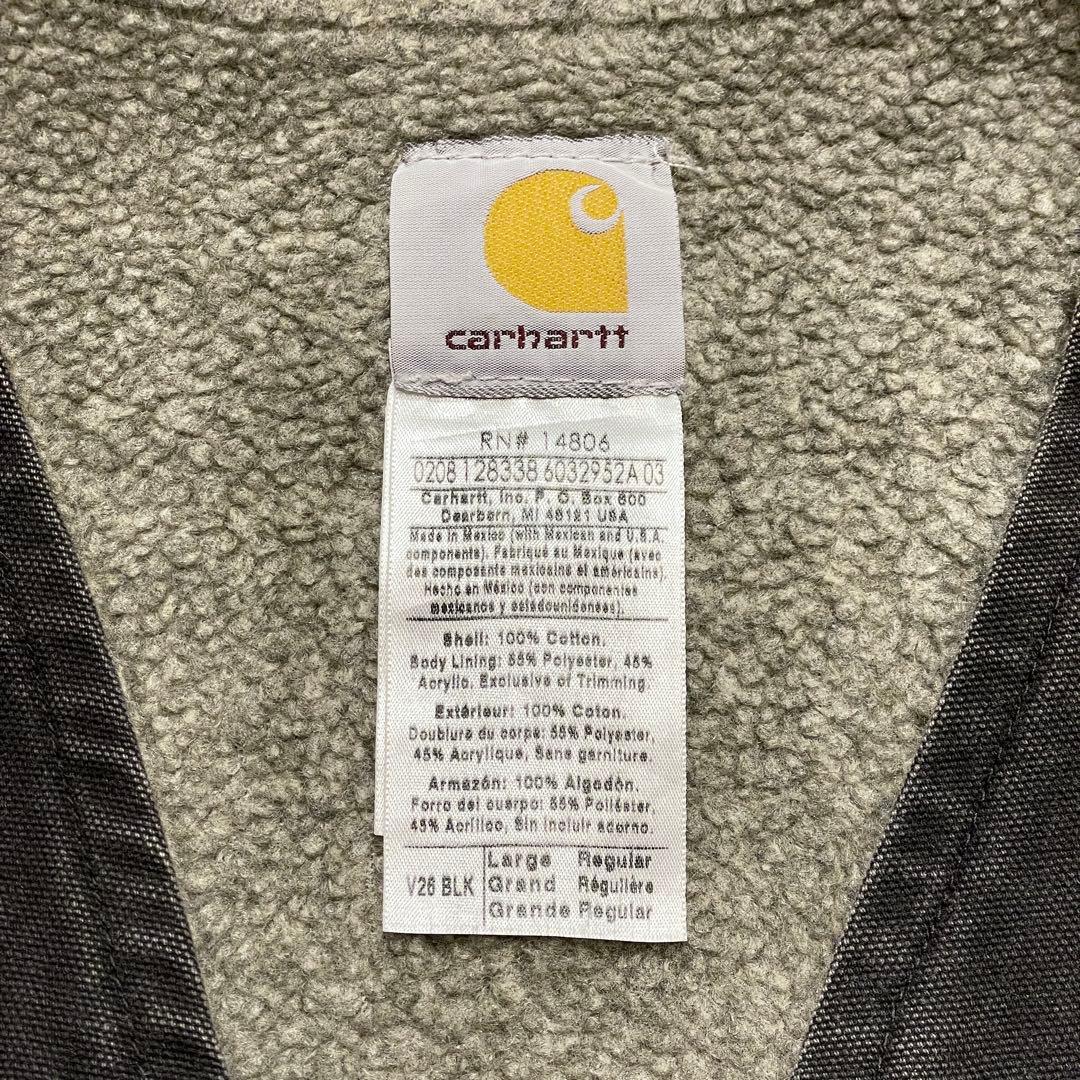 carhartt
RN# 14806
0208 128338 6032952A 03
Carhartt, Inc. P. O. Box 600
Dearborn, MI 48121 USA
Made in Mexico (with Mexican and U.S.A.
components). Fabriqué au Mexique (avec
des composants mexicains et américains).
Hecho en México (con componentes
mexicanos y estadounidenses).
Shell: 100% Cotton.
Body Lining: 55% Polyester, 45%
Acrylic. Exclusive of Trimming.
Extérieur: 100% Coton.
Doublure du corps: 55% Polyester,
45% Acrylique, Sans garniture.
Armazón: 100% Algodón.
Forro del cuerpo: 55% Poliéster,
45% Acrílico, Sin incluir adorno.
V26 BLK
Large Regular
Grand Régulière
Grande Regular